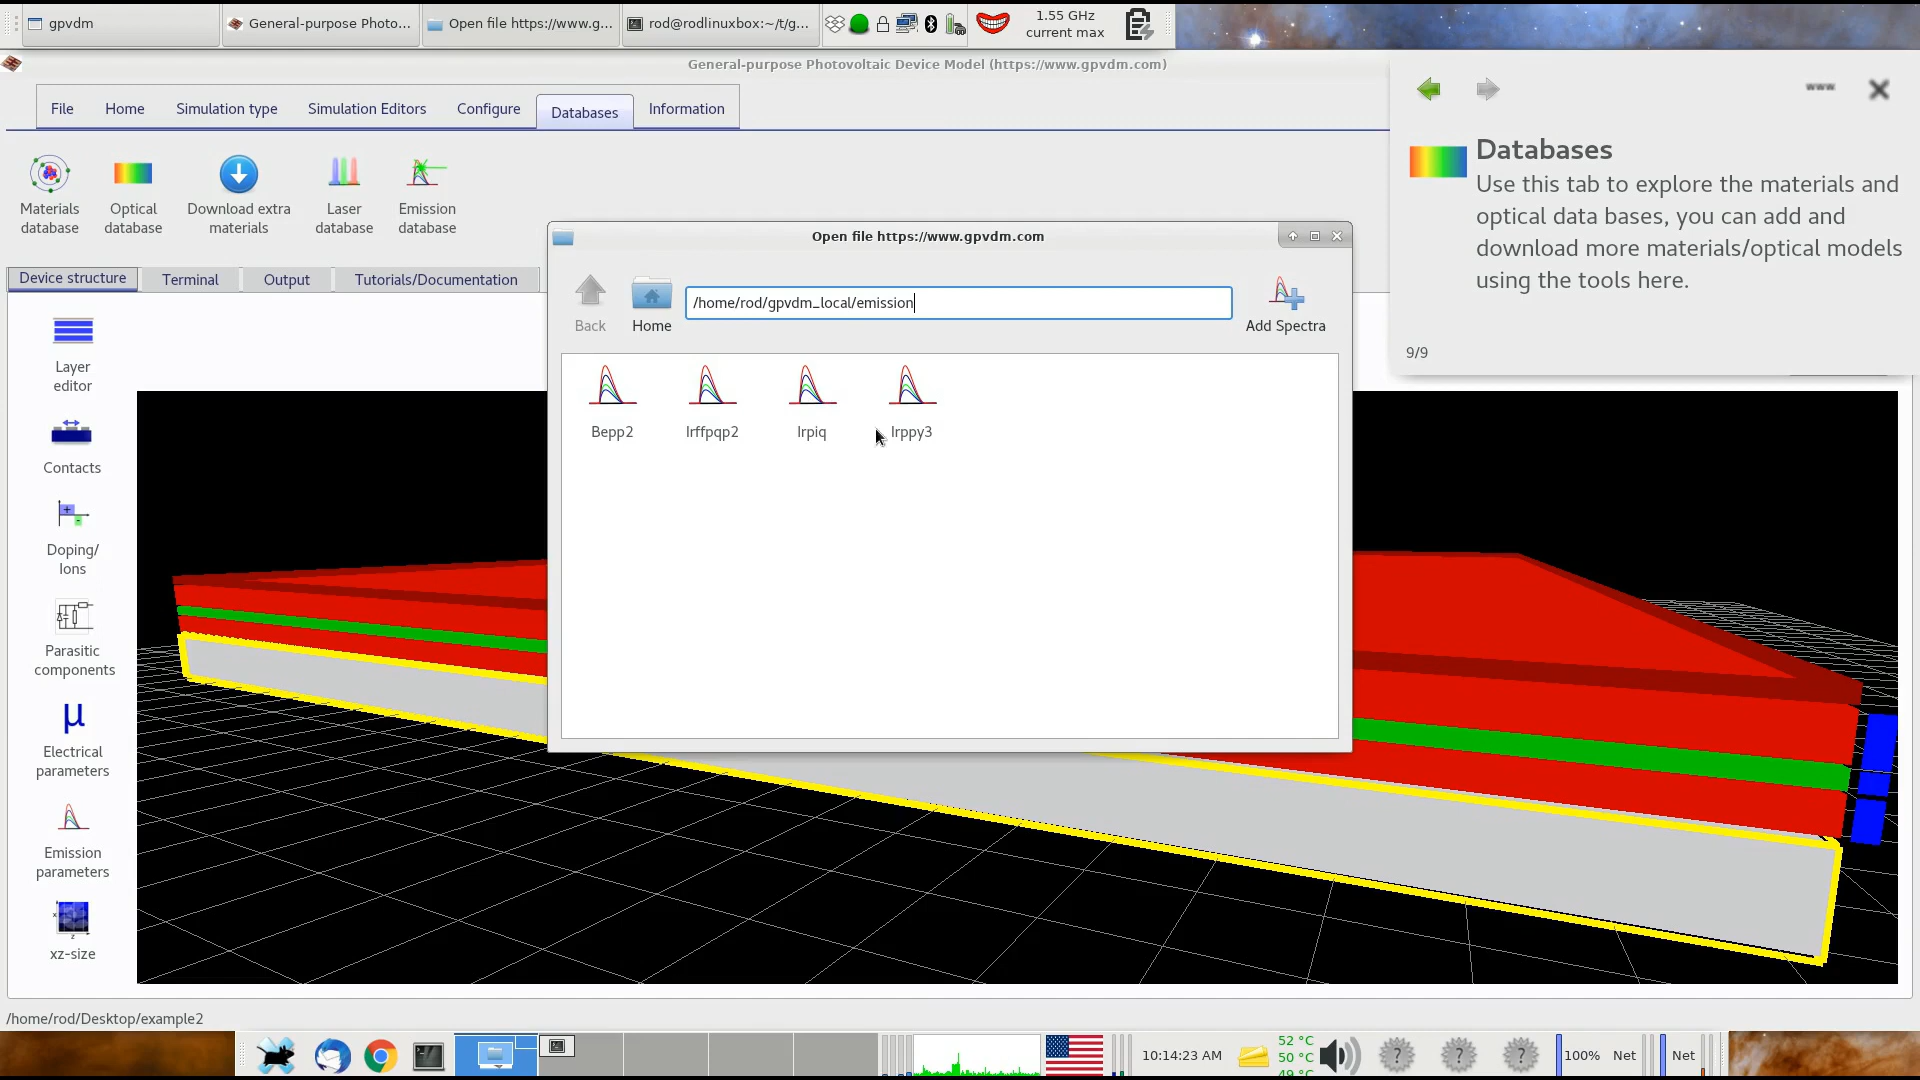 gpvdm
General-purpose Photo...
Open file https://www.g...
rod@rodlinuxbox:~/t/g...
1.55 GHz
current max
General-purpose Photovoltaic Device Model (https://www.gpvdm.com)
File
Home
Simulation type
Simulation Editors
Configure
Databases
Information
www
Materials
database
Optical
database
Download extra
materials
Laser
database
Emission
database
Databases
Use this tab to explore the materials and
optical data bases, you can add and
download more materials/optical models
using the tools here.
9/9
Device structure
Terminal
Output
Tutorials/Documentation
Open file https://www.gpvdm.com
Back
Home
/home/rod/gpvdm_local/emission
Add Spectra
Bepp2
Irffpqp2
Irpiq
Irppy3
Layer
editor
Contacts
Doping/
Ions
Parasitic
components
μ
Electrical
parameters
Emission
parameters
xz-size
/home/rod/Desktop/example2
10:14:23 AM
52 °C
50 °C
49 °C
?
?
?
100%
Net
Net